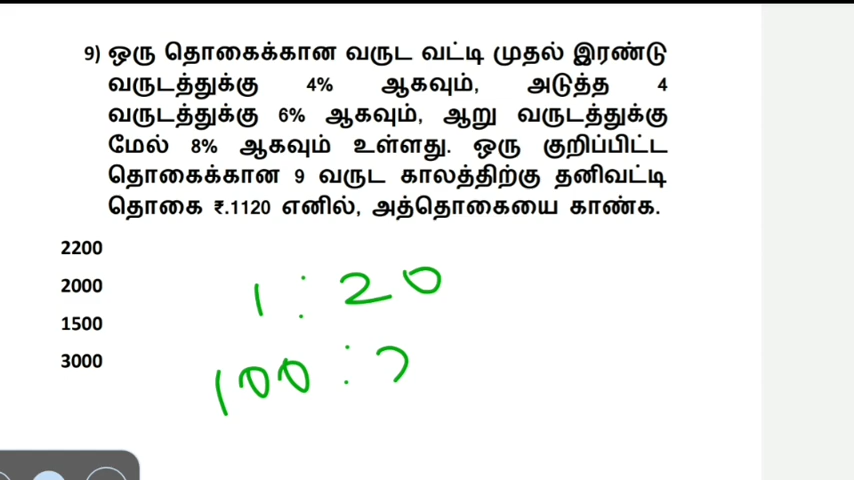 9) ஒரு தொகைக்கான வருட வட்டி முதல் இரண்டு
வருடத்துக்கு 4% ஆகவும், அடுத்த 4
வருடத்துக்கு 6% ஆகவும், ஆறு வருடத்துக்கு
மேல் 8% ஆகவும் உள்ளது. ஒரு குறிப்பிட்ட
தொகைக்கான 9 வருட காலத்திற்கு தனிவட்டி
தொகை ₹.1120 எனில், அத்தொகையை காண்க.
2200
2000
1500
3000
1 : 20
100 : ?